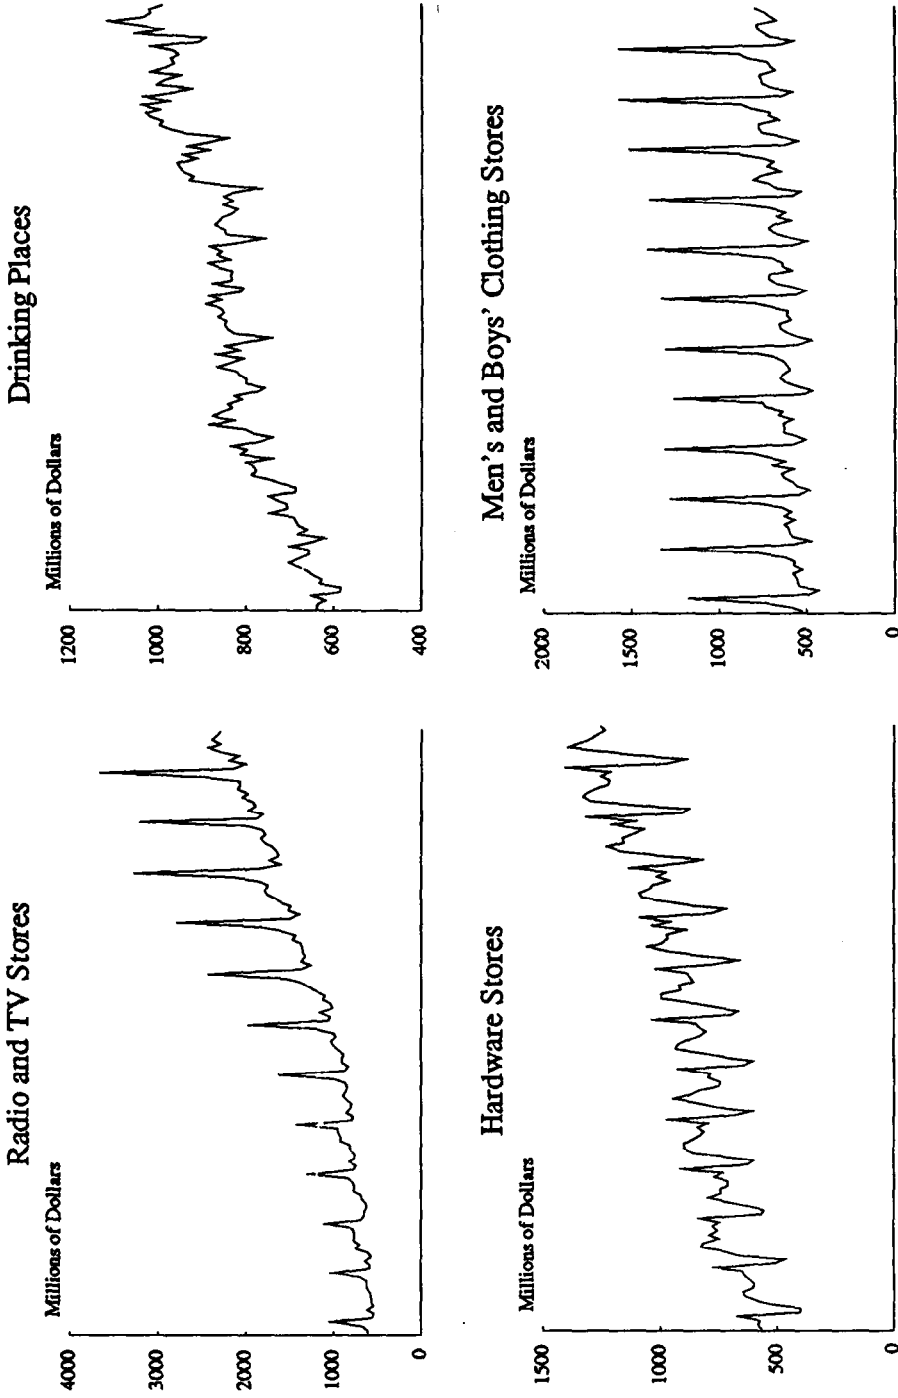 Radio and TV Stores
Millions of Dollars
4000
3000
2000
1000
0
Drinking Places
Millions of Dollars
1200
1000
800
600
400
Hardware Stores
Millions of Dollars
1500
1000
500
Men's and Boys' Clothing Stores
Millions of Dollars
2000
1500
1000
500
0